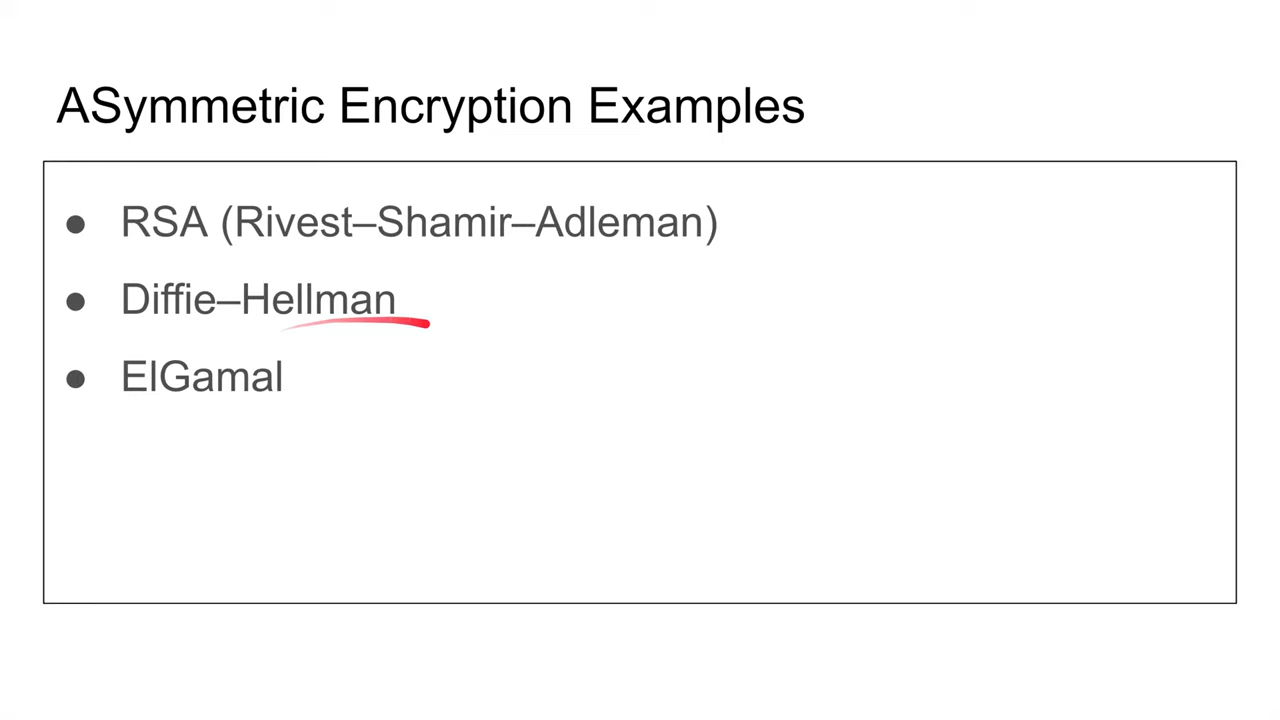 ASymmetric Encryption Examples
● RSA (Rivest–Shamir–Adleman)
● Diffie–Hellman
● ElGamal